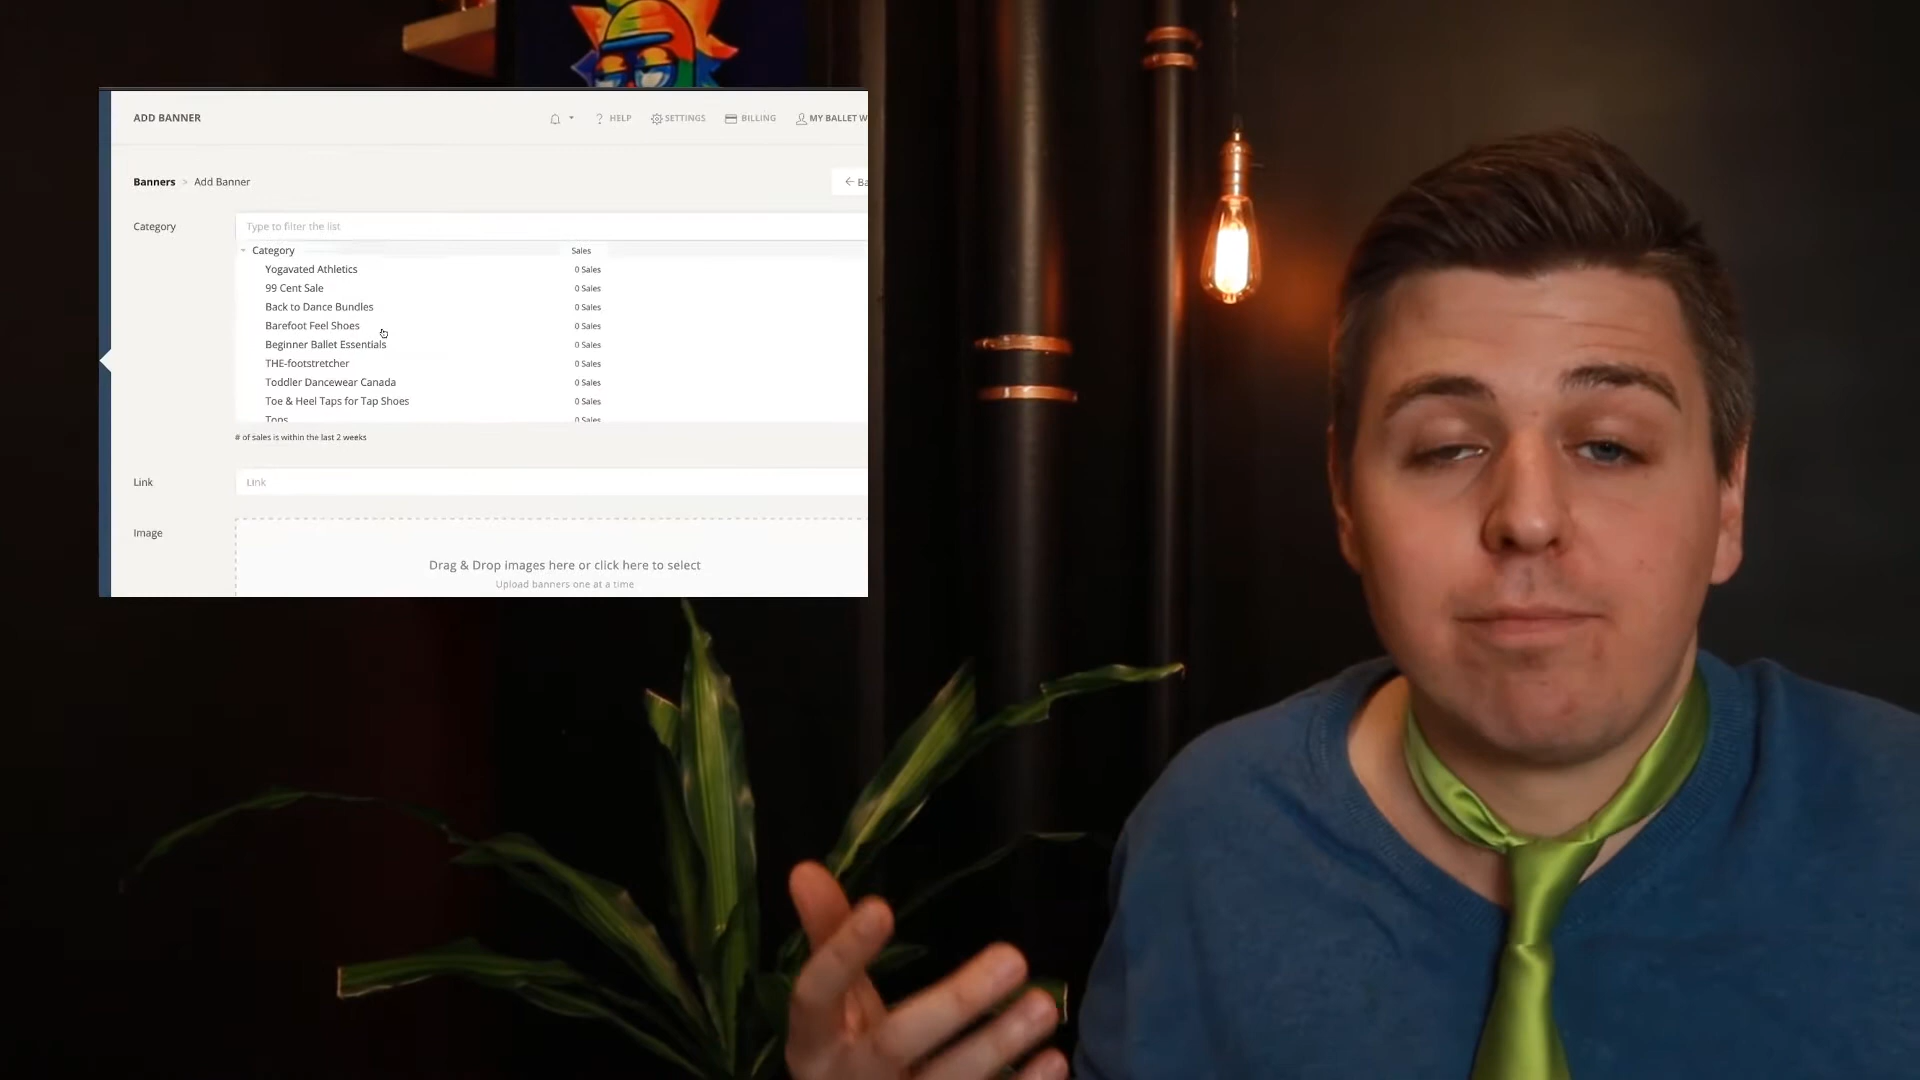 ADD BANNER
HELP
SETTINGS
BILLING
MY BALLET W
Banners > Add Banner
← Ba
Category
Type to filter the list
Category Sales
Yogavated Athletics 0 Sales
99 Cent Sale 0 Sales
Back to Dance Bundles 0 Sales
Barefoot Feel Shoes 0 Sales
Beginner Ballet Essentials 0 Sales
THE-footstretcher 0 Sales
Toddler Dancewear Canada 0 Sales
Toe & Heel Taps for Tap Shoes 0 Sales
Tops 0 Sales
# of sales is within the last 2 weeks
Link
Link
Image
Drag & Drop images here or click here to select
Upload banners one at a time